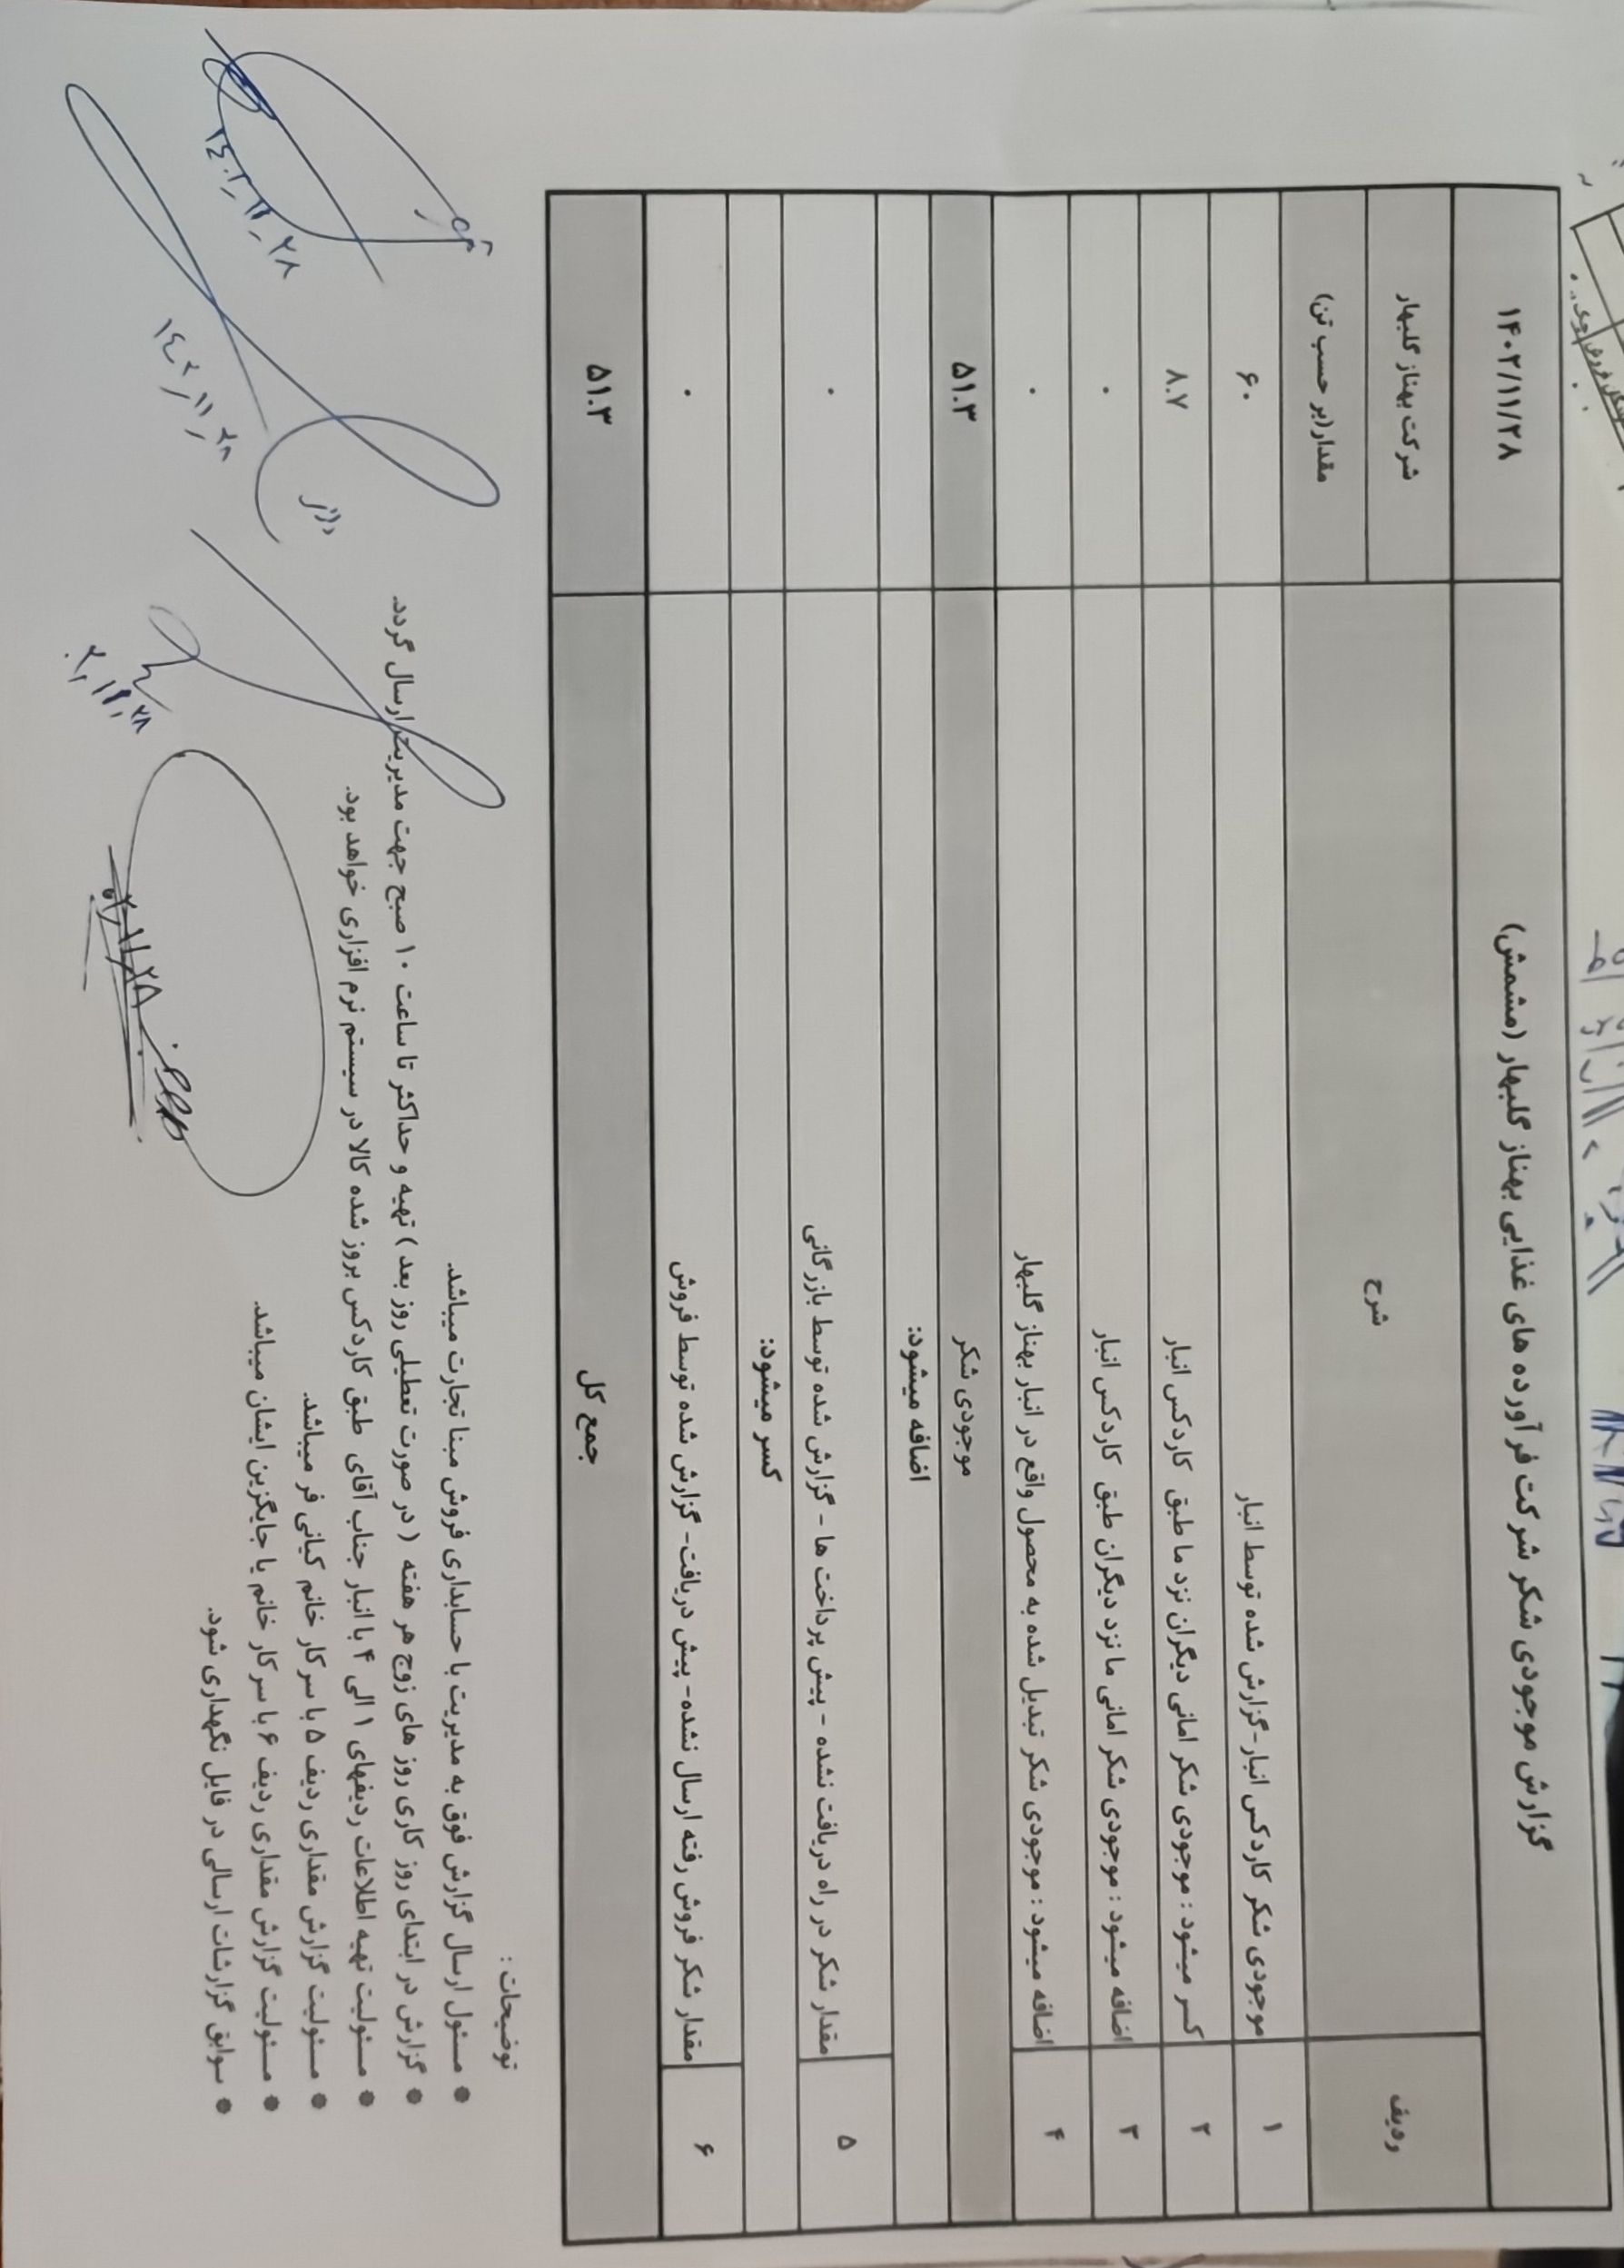 گزارش موجودی شکر شرکت فرآورده های غذایی بهناز گلبهار (مشمش) ۱۴۰۲/۱۱/۲۸
ردیف شرح شرکت بهناز گلبهار
مقدار(بر حسب تن)
۱ موجودی شکر کاردکس انبار-گزارش شده توسط انبار ۶۰
۲ کسر میشود : موجودی شکر امانی دیگران نزد ما طبق کاردکس انبار ۸.۷
۳ اضافه میشود : موجودی شکر امانی ما نزد دیگران طبق کاردکس انبار ۰
۴ اضافه میشود : موجودی شکر تبدیل شده به محصول واقع در انبار بهناز گلبهار ۰
موجودی شکر ۵۱.۳
اضافه میشود:
۵ مقدار شکر در راه دریافت نشده - پیش پرداخت ها - گزارش شده توسط بازرگانی ۰
کسر میشود:
۶ مقدار شکر فروش رفته ارسال نشده- پیش دریافت- گزارش شده توسط فروش ۰
جمع کل ۵۱.۳
توضیحات :
● مسئول ارسال گزارش فوق به مدیریت با حسابداری فروش مبنا تجارت میباشد.
● گزارش در ابتدای روز کاری روز های زوج هر هفته ( در صورت تعطیلی روز بعد ) تهیه و حداکثر تا ساعت ۱۰ صبح جهت مدیریت ارسال گردد.
● مسئولیت تهیه اطلاعات ردیفهای ۱ الی ۴ با انبار جناب آقای طبق کاردکس بروز شده کالا در سیستم نرم افزاری خواهد بود.
● مسئولیت گزارش مقداری ردیف ۵ با سرکار خانم کیانی فر میباشد.
● مسئولیت گزارش مقداری ردیف ۶ با سرکار خانم یا جایگزین ایشان میباشد.
● سوابق گزارشات ارسالی در فایل نگهداری شود.
۱۴۰۲,۱۱,۲۸
۱۴۰۲,۱۱,۲۸
۰۲,۱۱,۲۸
۰۲,۱۱,۲۸